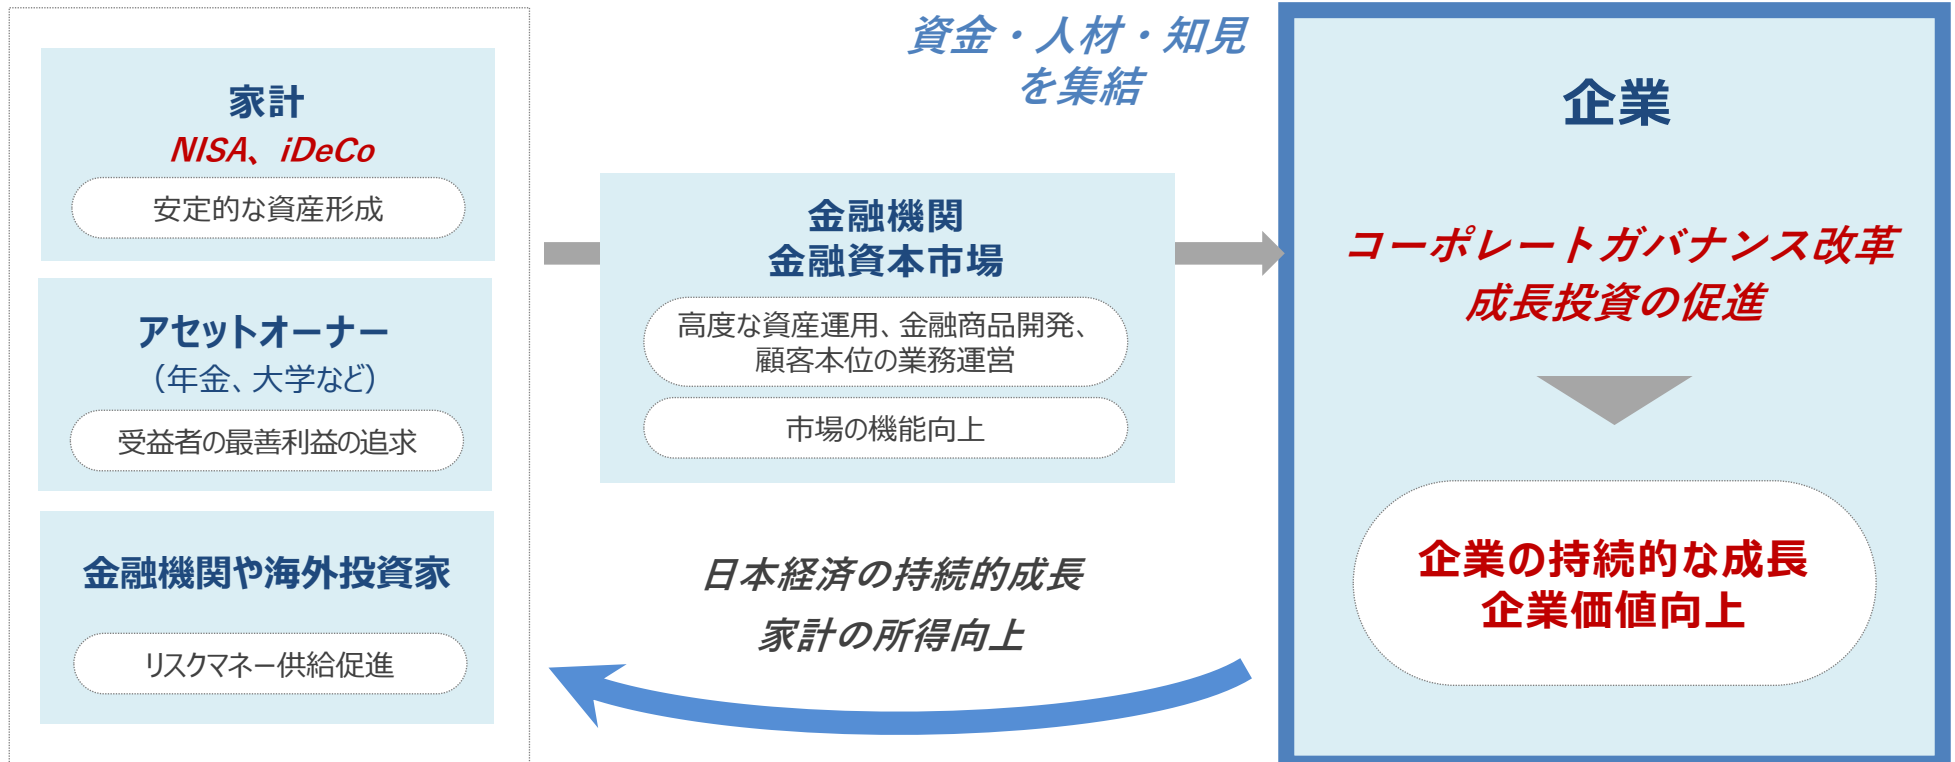 家計
NISA、iDeCo
安定的な資産形成
アセットオーナー
（年金、大学など）
受益者の最善利益の追求
金融機関や海外投資家
リスクマネー供給促進
資金・人材・知見
を集結
金融機関
金融資本市場
高度な資産運用、金融商品開発、
顧客本位の業務運営
市場の機能向上
日本経済の持続的成長
家計の所得向上
企業
コーポレートガバナンス改革
成長投資の促進
企業の持続的な成長
企業価値向上